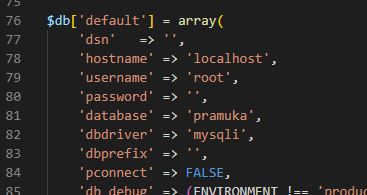 75
76 $db['default'] = array(
77 'dsn' => '',
78 'hostname' => 'localhost',
79 'username' => 'root',
80 'password' => '',
81 'database' => 'pramuka',
82 'dbdriver' => 'mysqli',
83 'dbprefix' => '',
84 'pconnect' => FALSE,
85 'db_debug' => (ENVIRONMENT !== 'produc